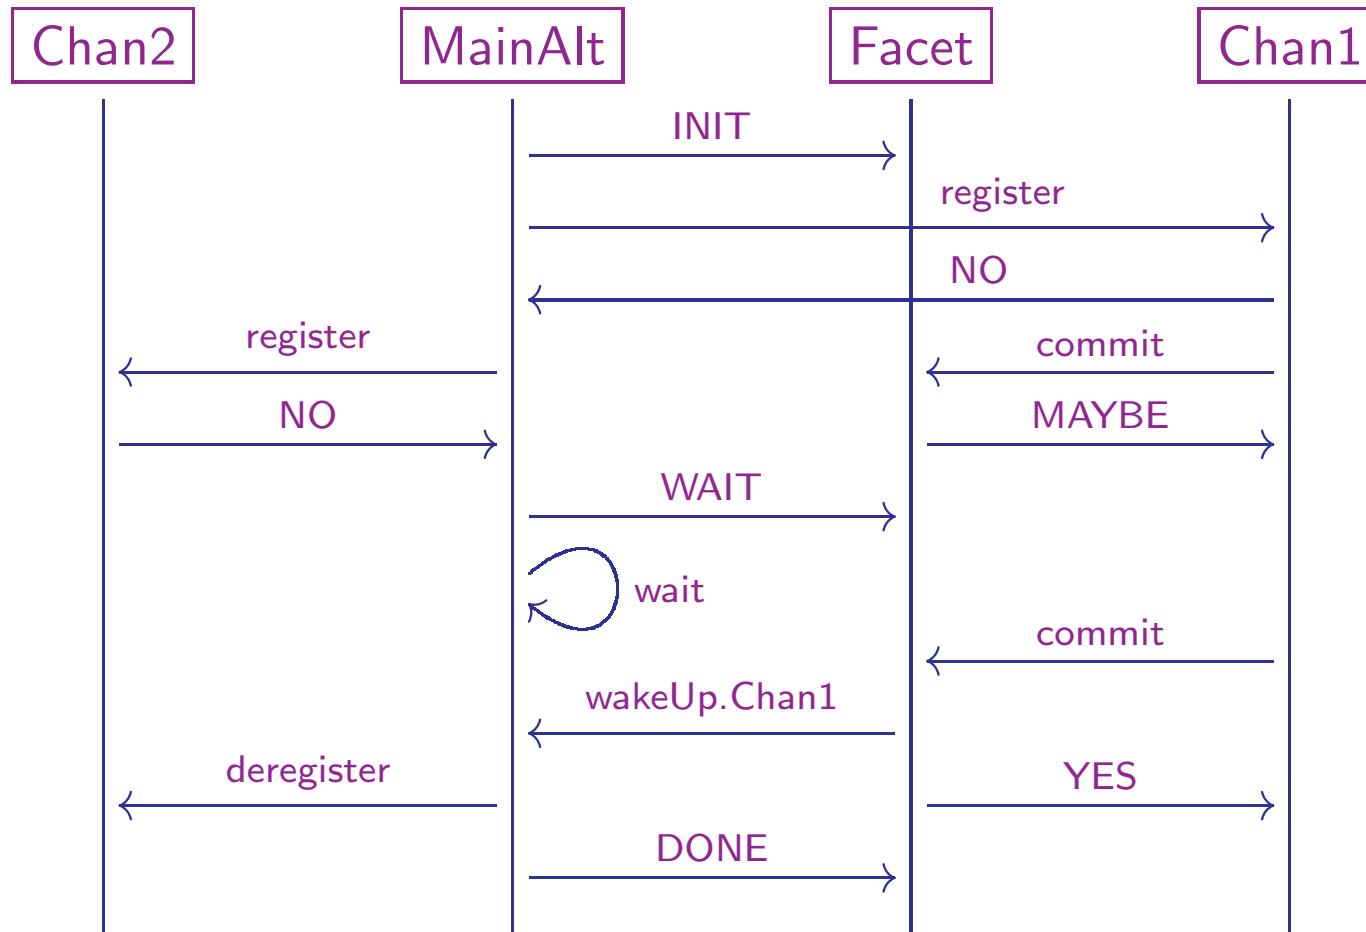 Chan2 MainAlt Facet Chan1
INIT
register
NO
register commit
NO MAYBE
WAIT
wait
commit
wakeUp.Chan1
deregister YES
DONE